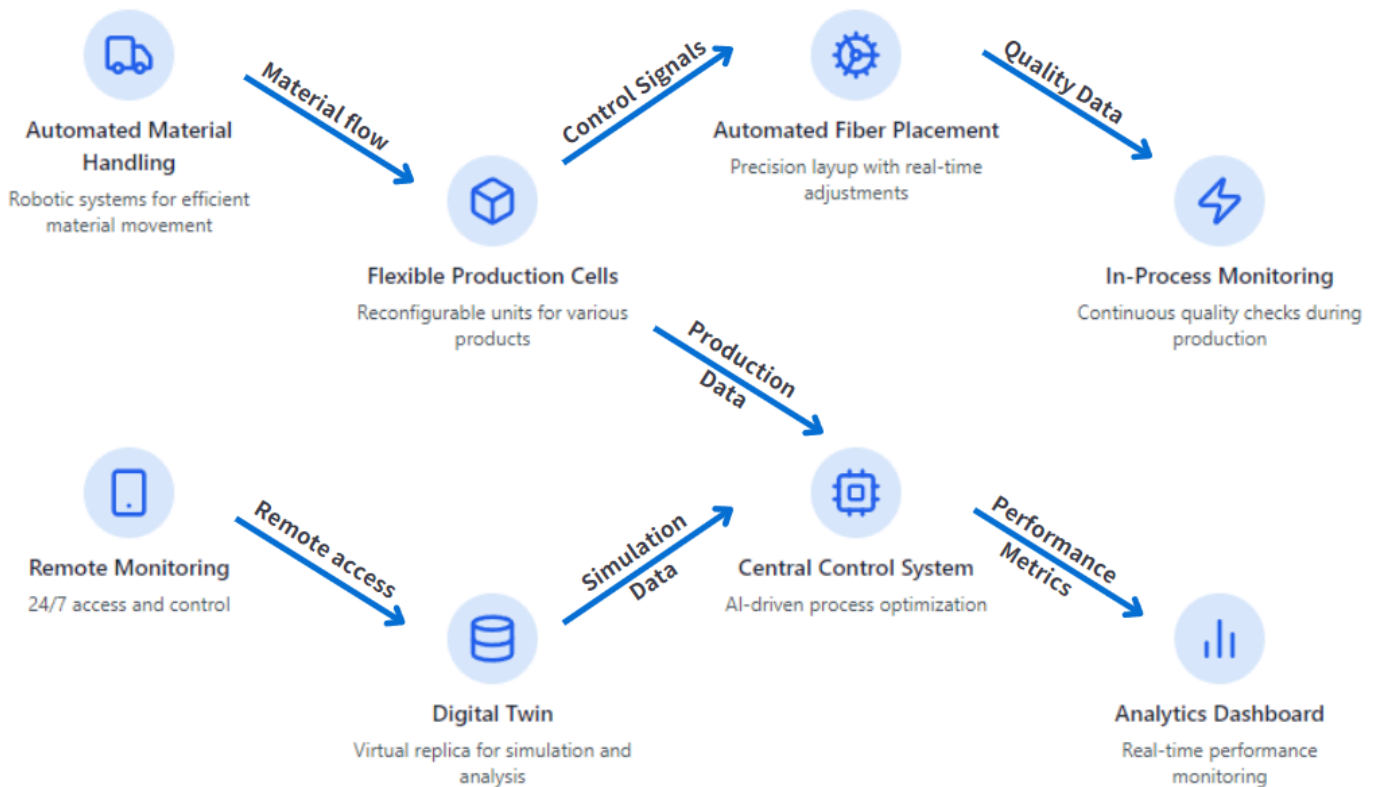 Automated Material
Handling
Robotic systems for efficient
material movement
Material flow
Flexible Production Cells
Reconfigurable units for various
products
Control Signals
Automated Fiber Placement
Precision layup with real-time
adjustments
Quality Data
In-Process Monitoring
Continuous quality checks during
production
Production
Data
Remote Monitoring
24/7 access and control
Remote access
Digital Twin
Virtual replica for simulation and
analysis
Simulation
Data
Central Control System
AI-driven process optimization
Performance
Metrics
Analytics Dashboard
Real-time performance
monitoring